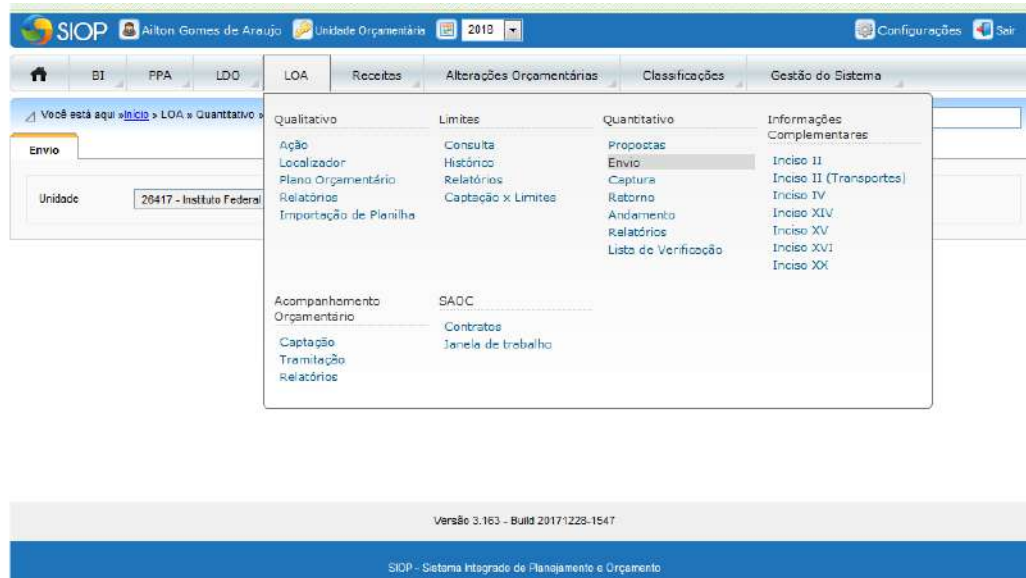 SIOP Ailton Gomes de Araujo Unidade Orçamentária 2018 Configurações Sair
BI PPA LDO LOA Receitas Alterações Orçamentárias Classificações Gestão do Sistema
Você está aqui »Início » LOA » Quantitativo »
Envio
Unidade 26417 - Instituto Federal
Qualitativo
Ação
Localizador
Plano Orçamentário
Relatórios
Importação de Planilha
Limites
Consulta
Histórico
Relatórios
Captação x Limites
Quantitativo
Propostas
Envio
Captura
Retorno
Andamento
Relatórios
Lista de Verificação
Informações
Complementares
Inciso II
Inciso II (Transportes)
Inciso IV
Inciso XIV
Inciso XV
Inciso XVI
Inciso XX
Acompanhamento
Orçamentário
Captação
Tramitação
Relatórios
SAOC
Contratos
Janela de trabalho
Versão 3.163 - Build 20171228-1547
SIOP - Sistema Integrado de Planejamento e Orçamento